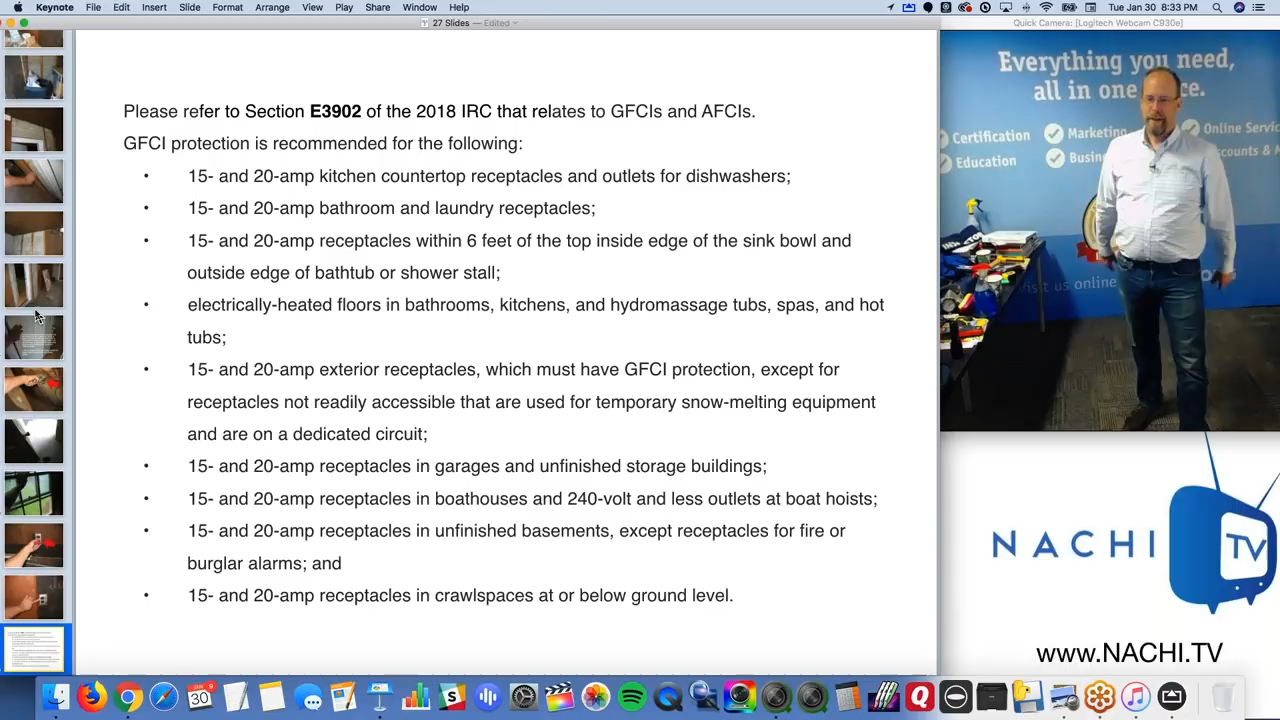 Keynote File Edit Insert Slide Format Arrange View Play Share Window Help
Tue Jan 30 8:33 PM
27 Slides — Edited
Quick Camera: [Logitech Webcam C930e]
Please refer to Section E3902 of the 2018 IRC that relates to GFCIs and AFCIs.
GFCI protection is recommended for the following:
• 15- and 20-amp kitchen countertop receptacles and outlets for dishwashers;
• 15- and 20-amp bathroom and laundry receptacles;
• 15- and 20-amp receptacles within 6 feet of the top inside edge of the sink bowl and
outside edge of bathtub or shower stall;
• electrically-heated floors in bathrooms, kitchens, and hydromassage tubs, spas, and hot
tubs;
• 15- and 20-amp exterior receptacles, which must have GFCI protection, except for
receptacles not readily accessible that are used for temporary snow-melting equipment
and are on a dedicated circuit;
• 15- and 20-amp receptacles in garages and unfinished storage buildings;
• 15- and 20-amp receptacles in boathouses and 240-volt and less outlets at boat hoists;
• 15- and 20-amp receptacles in unfinished basements, except receptacles for fire or
burglar alarms; and
• 15- and 20-amp receptacles in crawlspaces at or below ground level.
Everything you need,
all in one
Certification
Education
Online
us online
NACHI TV
www.NACHI.TV